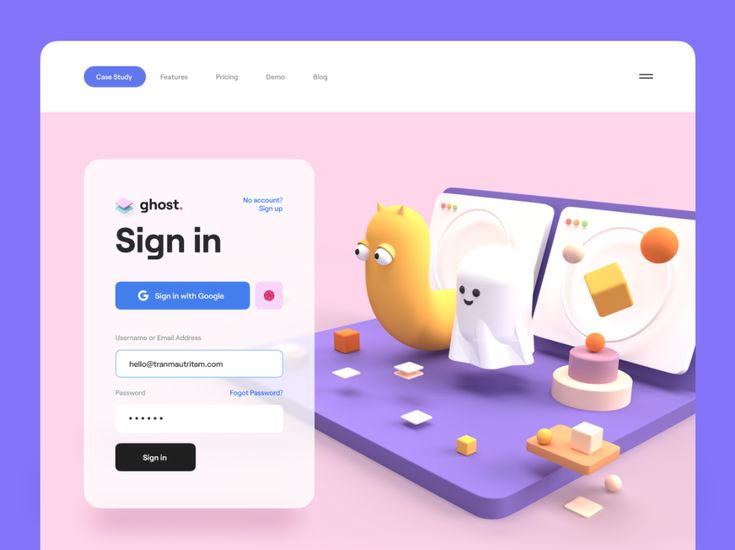 Case Study
Features
Pricing
Demo
Blog
ghost.
No account?
Sign up
Sign in
G Sign in with Google
Username or Email Address
hello@tranmautritam.com
Password
Forgot Password?
••••••
Sign in